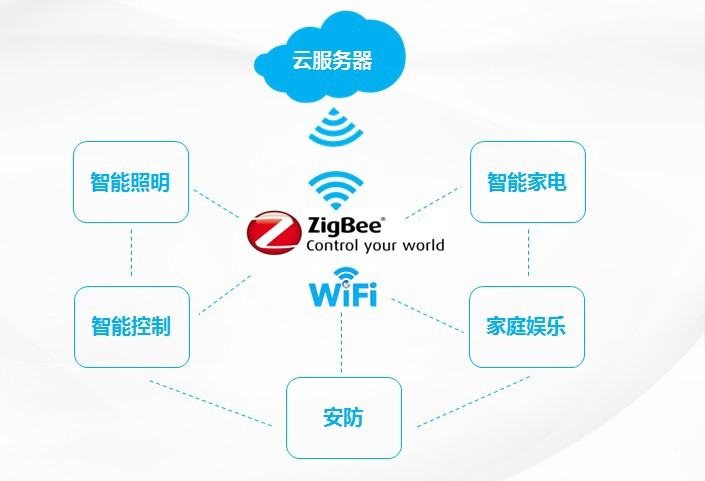 云服务器
智能照明
智能家电
ZigBee®
Control your world
WiFi
智能控制
家庭娱乐
安防